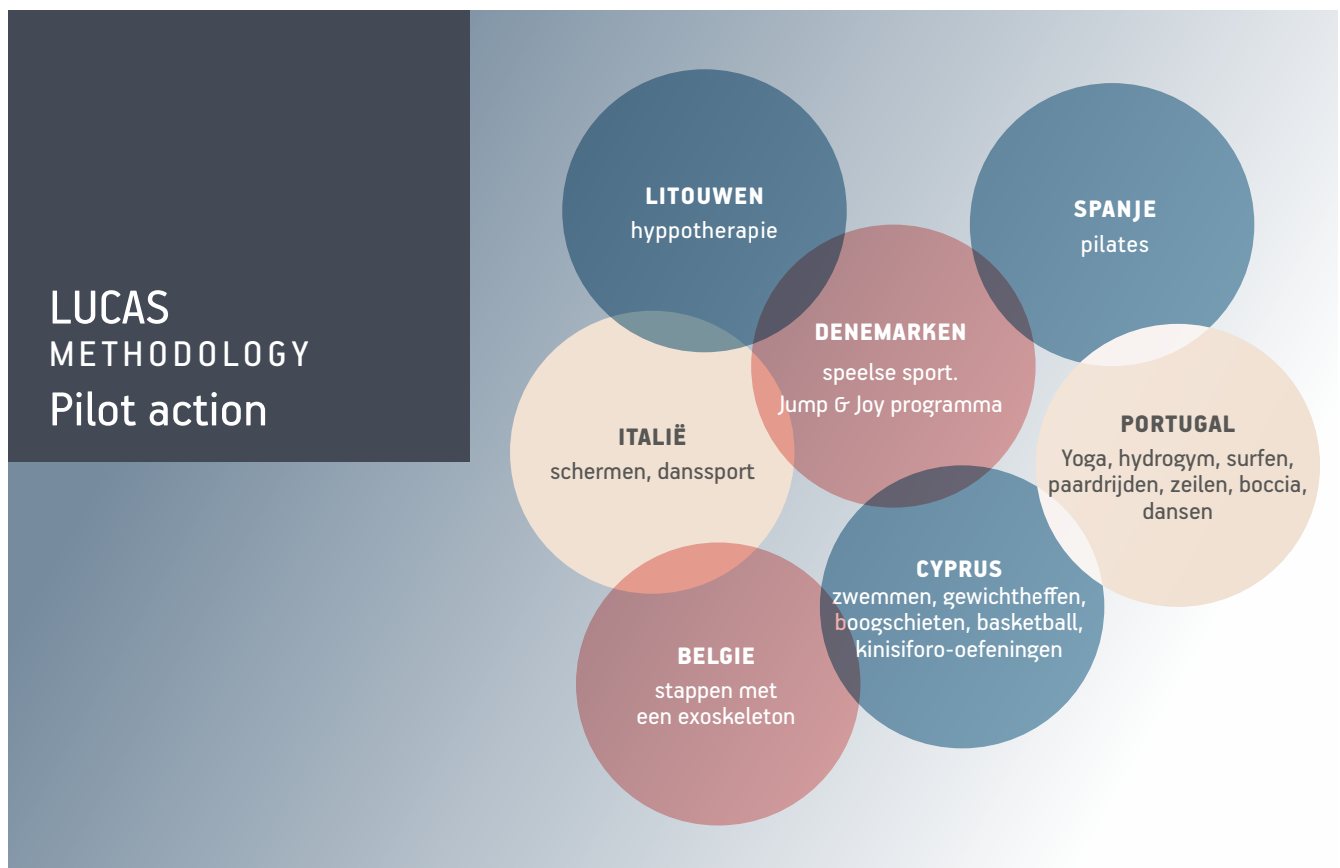 LUCAS
METHODOLOGY
Pilot action
LITOUWEN
hyppotherapie
SPANJE
pilates
DENEMARKEN
speelse sport.
Jump & Joy programma
ITALIË
schermen, danssport
PORTUGAL
Yoga, hydrogym, surfen,
paardrijden, zeilen, boccia,
dansen
CYPRUS
zwemmen, gewichtheffen,
boogschieten, basketball,
kinisiforo-oefeningen
BELGIE
stappen met
een exoskeleton